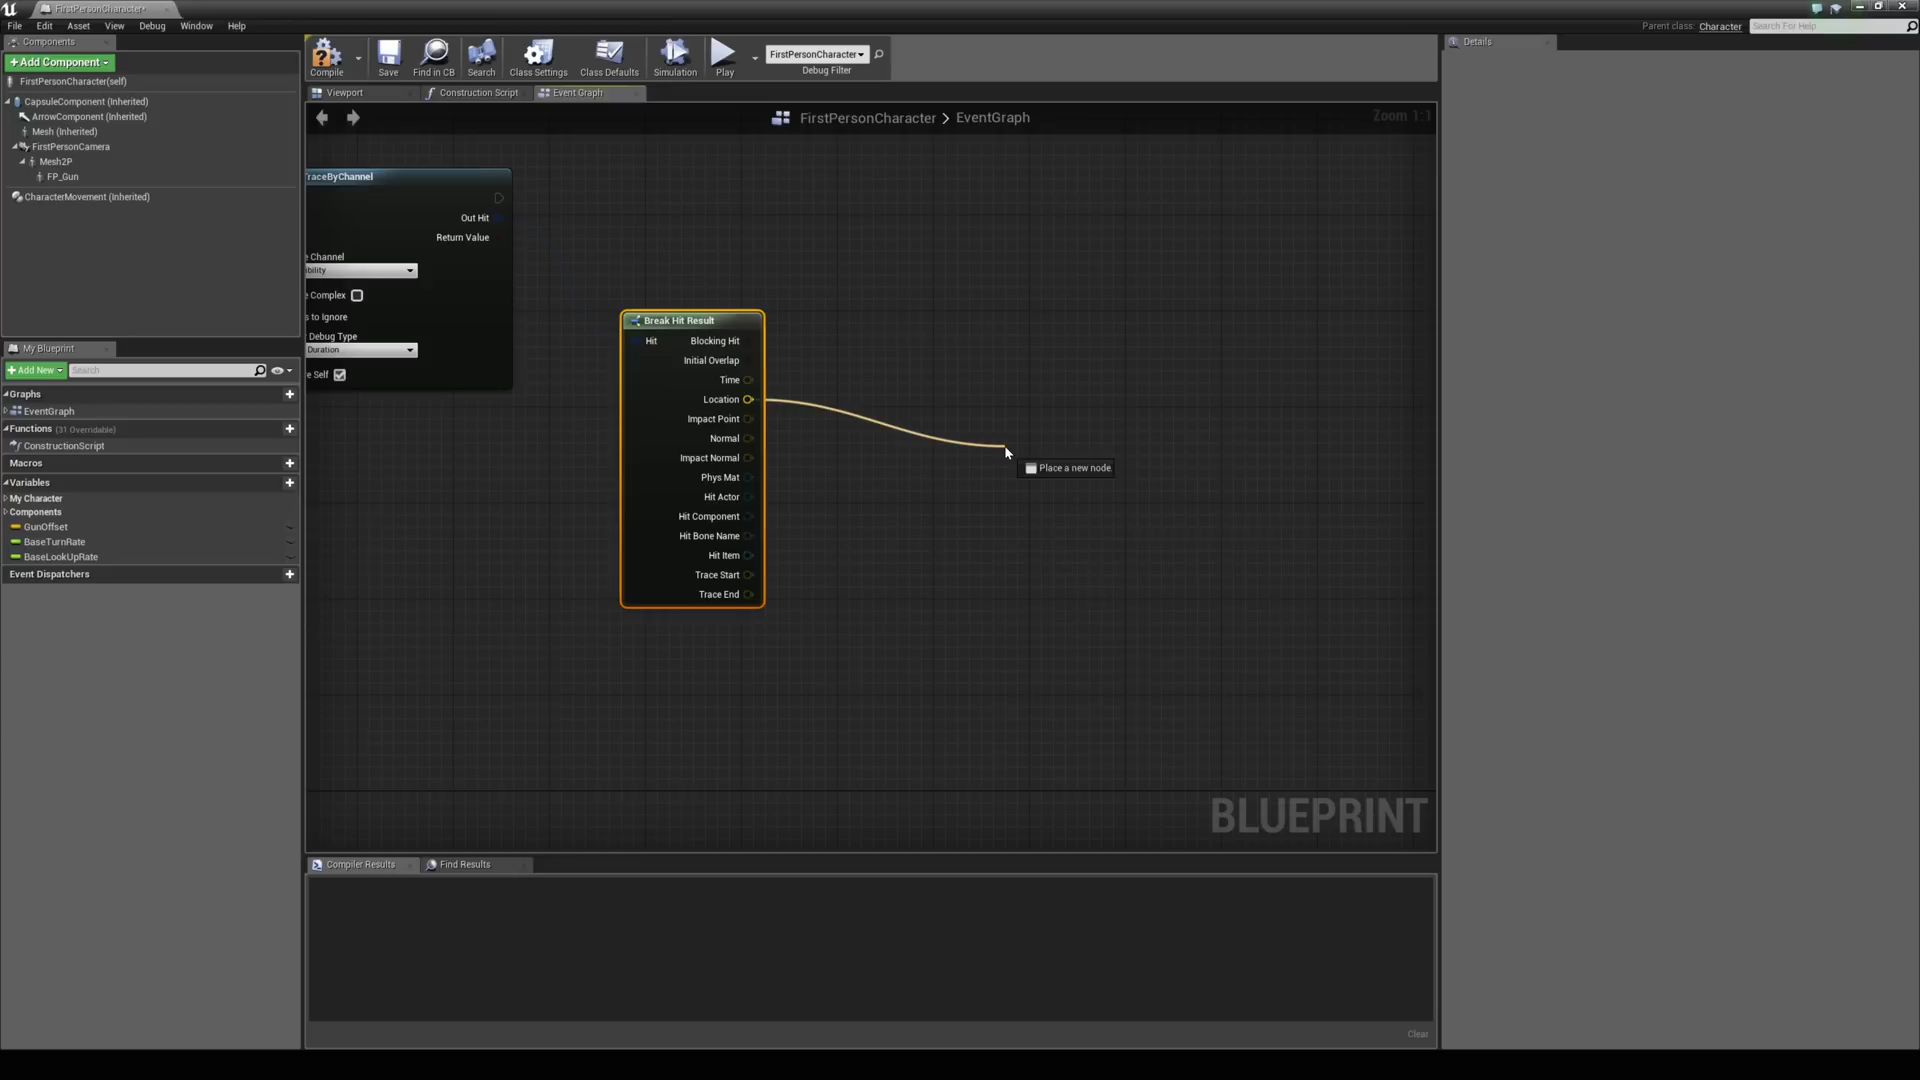 FirstPersonCharacter*
File Edit Asset View Debug Window Help
Parent class: Character
Search For Help
Components
+Add Component
FirstPersonCharacter(self)
CapsuleComponent (Inherited)
ArrowComponent (Inherited)
Mesh (Inherited)
FirstPersonCamera
Mesh2P
FP_Gun
CharacterMovement (Inherited)
My Blueprint
+Add New
Search
Graphs
EventGraph
Functions (31 Overridable)
ConstructionScript
Macros
Variables
My Character
Components
GunOffset
BaseTurnRate
BaseLookUpRate
Event Dispatchers
Compile
Save
Find in CB
Search
Class Settings
Class Defaults
Simulation
Play
FirstPersonCharacter
Debug Filter
Viewport
Construction Script
Event Graph
FirstPersonCharacter > EventGraph
Zoom 1:1
TraceByChannel
Out Hit
Return Value
e Channel
ibility
e Complex
s to Ignore
Debug Type
Duration
e Self
Break Hit Result
Hit
Blocking Hit
Initial Overlap
Time
Location
Impact Point
Normal
Impact Normal
Phys Mat
Hit Actor
Hit Component
Hit Bone Name
Hit Item
Trace Start
Trace End
Place a new node.
BLUEPRINT
Compiler Results
Find Results
Clear
Details